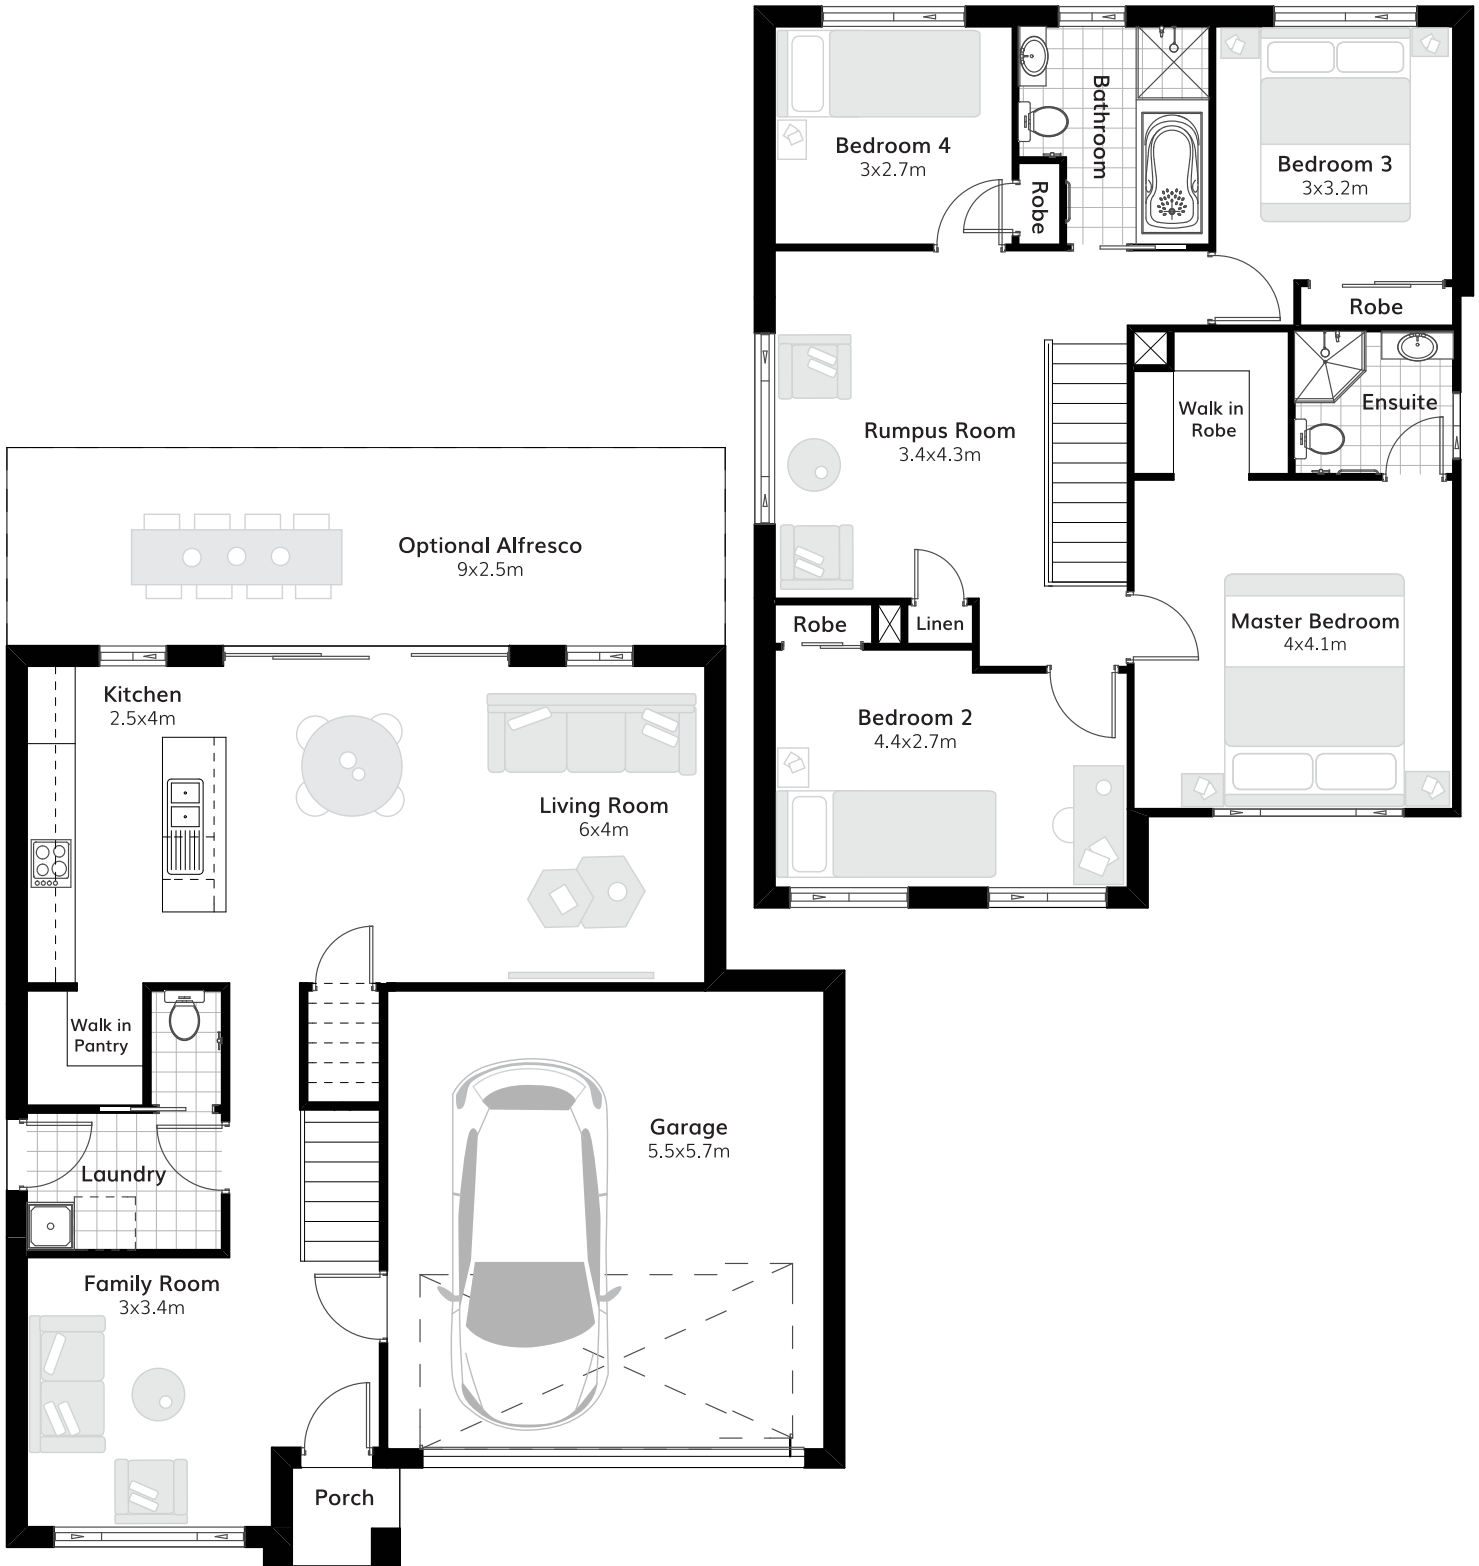 Bedroom 4
3x2.7m
Bathroom
Robe
Bedroom 3
3x3.2m
Robe
Walk in
Robe
Ensuite
Rumpus Room
3.4x4.3m
Robe
Linen
Master Bedroom
4x4.1m
Bedroom 2
4.4x2.7m
Optional Alfresco
9x2.5m
Kitchen
2.5x4m
Living Room
6x4m
Walk in
Pantry
Laundry
Garage
5.5x5.7m
Family Room
3x3.4m
Porch